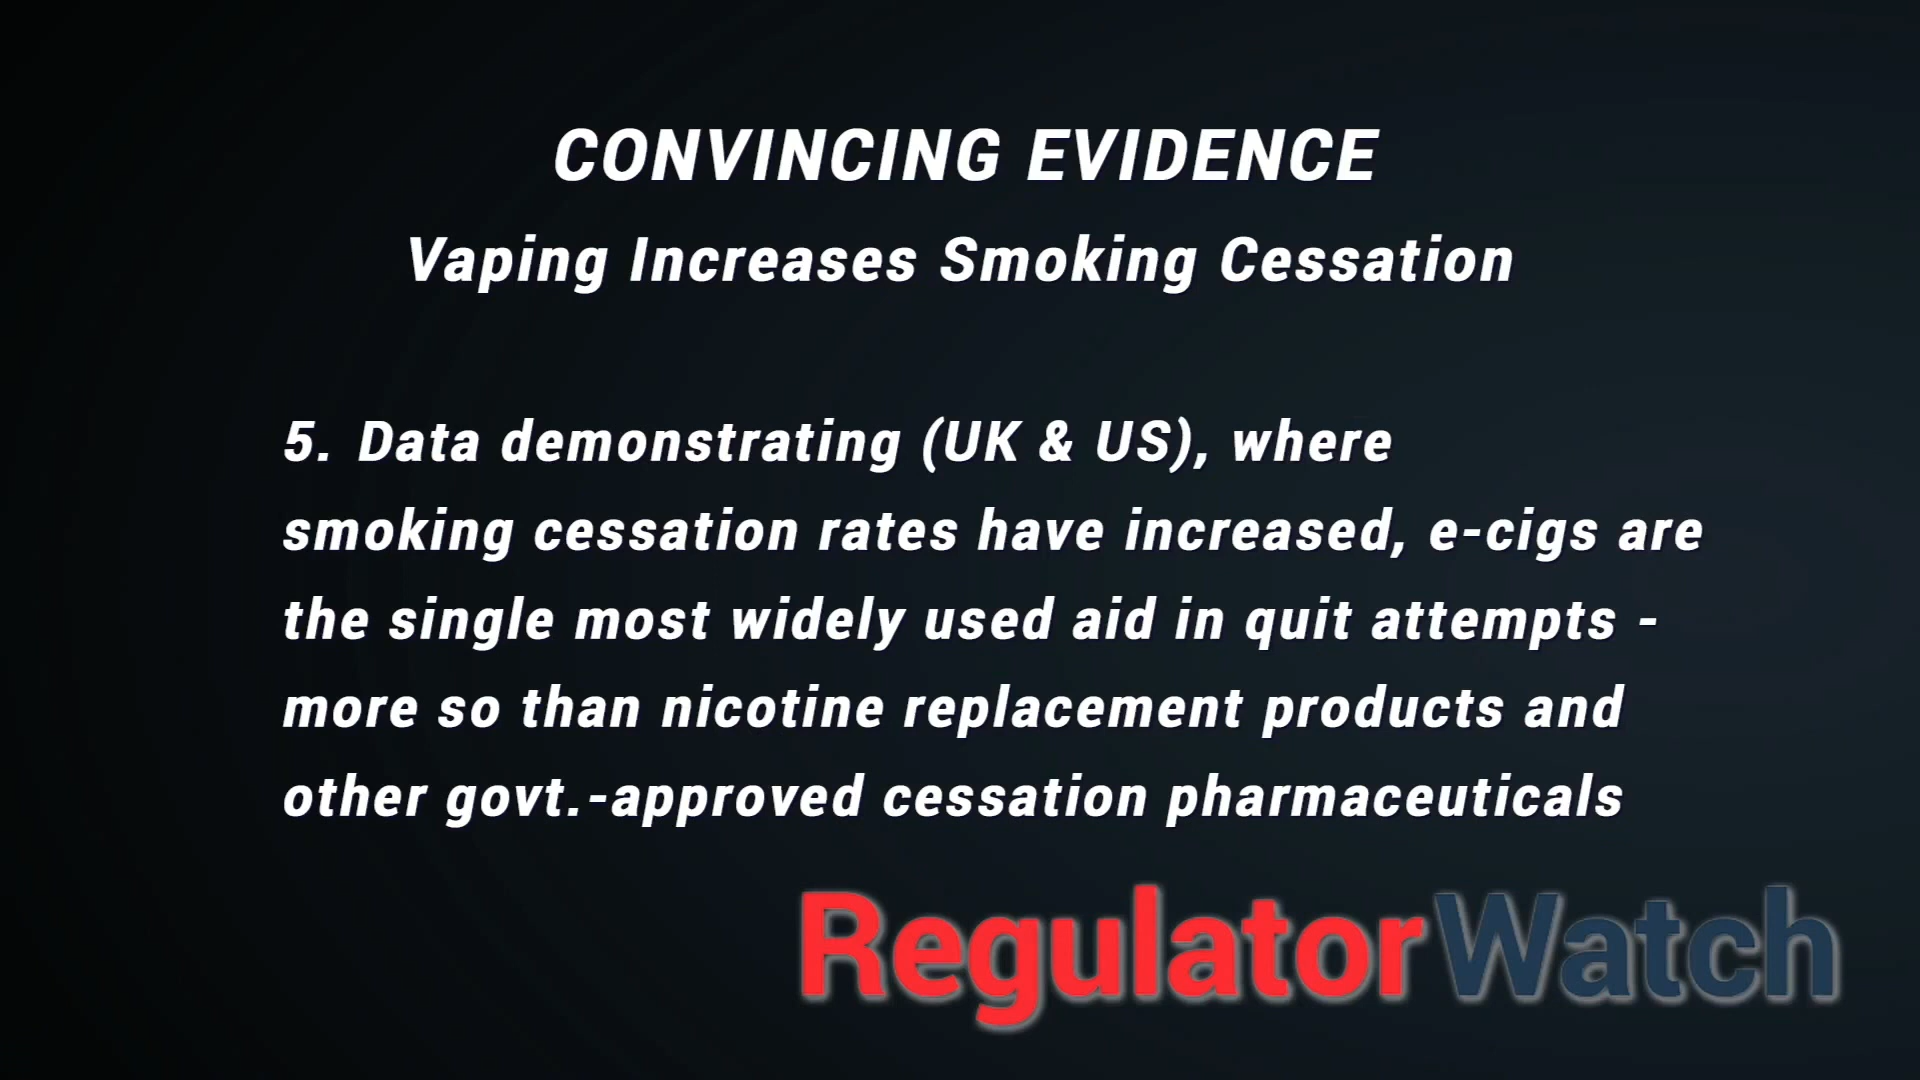 CONVINCING EVIDENCE
Vaping Increases Smoking Cessation
5. Data demonstrating (UK & US), where
smoking cessation rates have increased, e-cigs are
the single most widely used aid in quit attempts -
more so than nicotine replacement products and
other govt.-approved cessation pharmaceuticals
RegulatorWatch